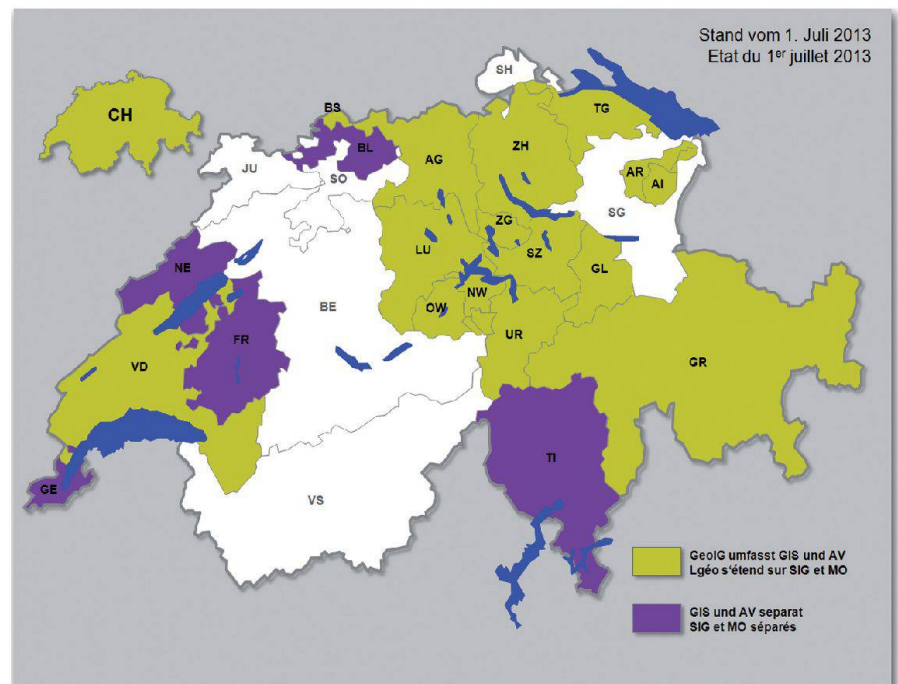 Stand vom 1. Juli 2013
Etat du 1er juillet 2013
SH
CH
BS
TG
BL
ZH
AG
JU
SO
AR
AI
SG
ZG
LU
SZ
NE
GL
NW
OW
BE
UR
FR
VD
GR
TI
GE
VS
GeoIG umfasst GIS und AV
Lgéo s'étend sur SIG et MO
GIS und AV separat
SIG et MO séparés